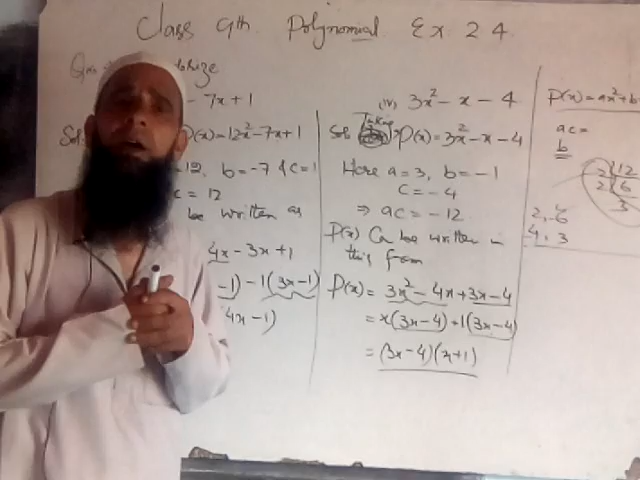 Class 9th Polynomial Ex 2 4
- 7x + 1
Sol: P(x) = 12x² - 7x + 1
= 12, b = -7 & c = 1
c = 12
be written as
4x - 3x + 1
- 1) - 1(3x - 1)
4x - 1)
(iv) 3x² - x - 4
Taking
Sol P(x) = 3x² - x - 4
Here a = 3, b = -1
c = -4
⇒ ac = -12
P(x) Can be written in
this form
P(x) = 3x² - 4x + 3x - 4
= x(3x - 4) + 1(3x - 4)
= (3x - 4)(x + 1)
P(x) = ax² + b
ac =
b
2 | 12
2 | 6
3
2, 6
4, 3